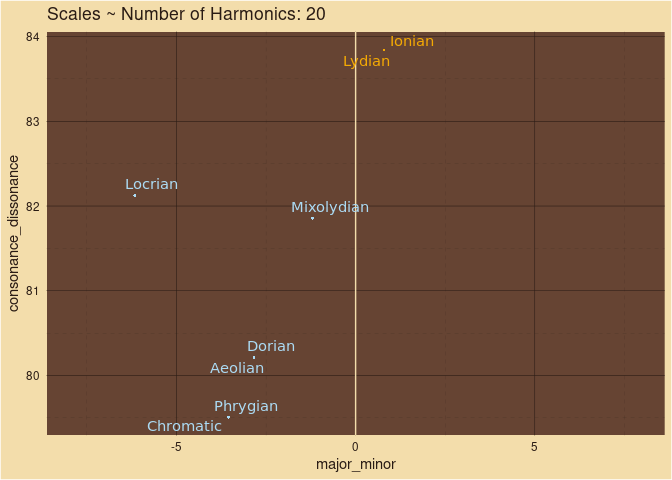 Scales ~ Number of Harmonics: 20
84
Ionian
Lydian
83
Locrian
82
Mixolydian
consonance_dissonance
81
Dorian
Aeolian
80
Phrygian
Chromatic
-5
0
5
major_minor